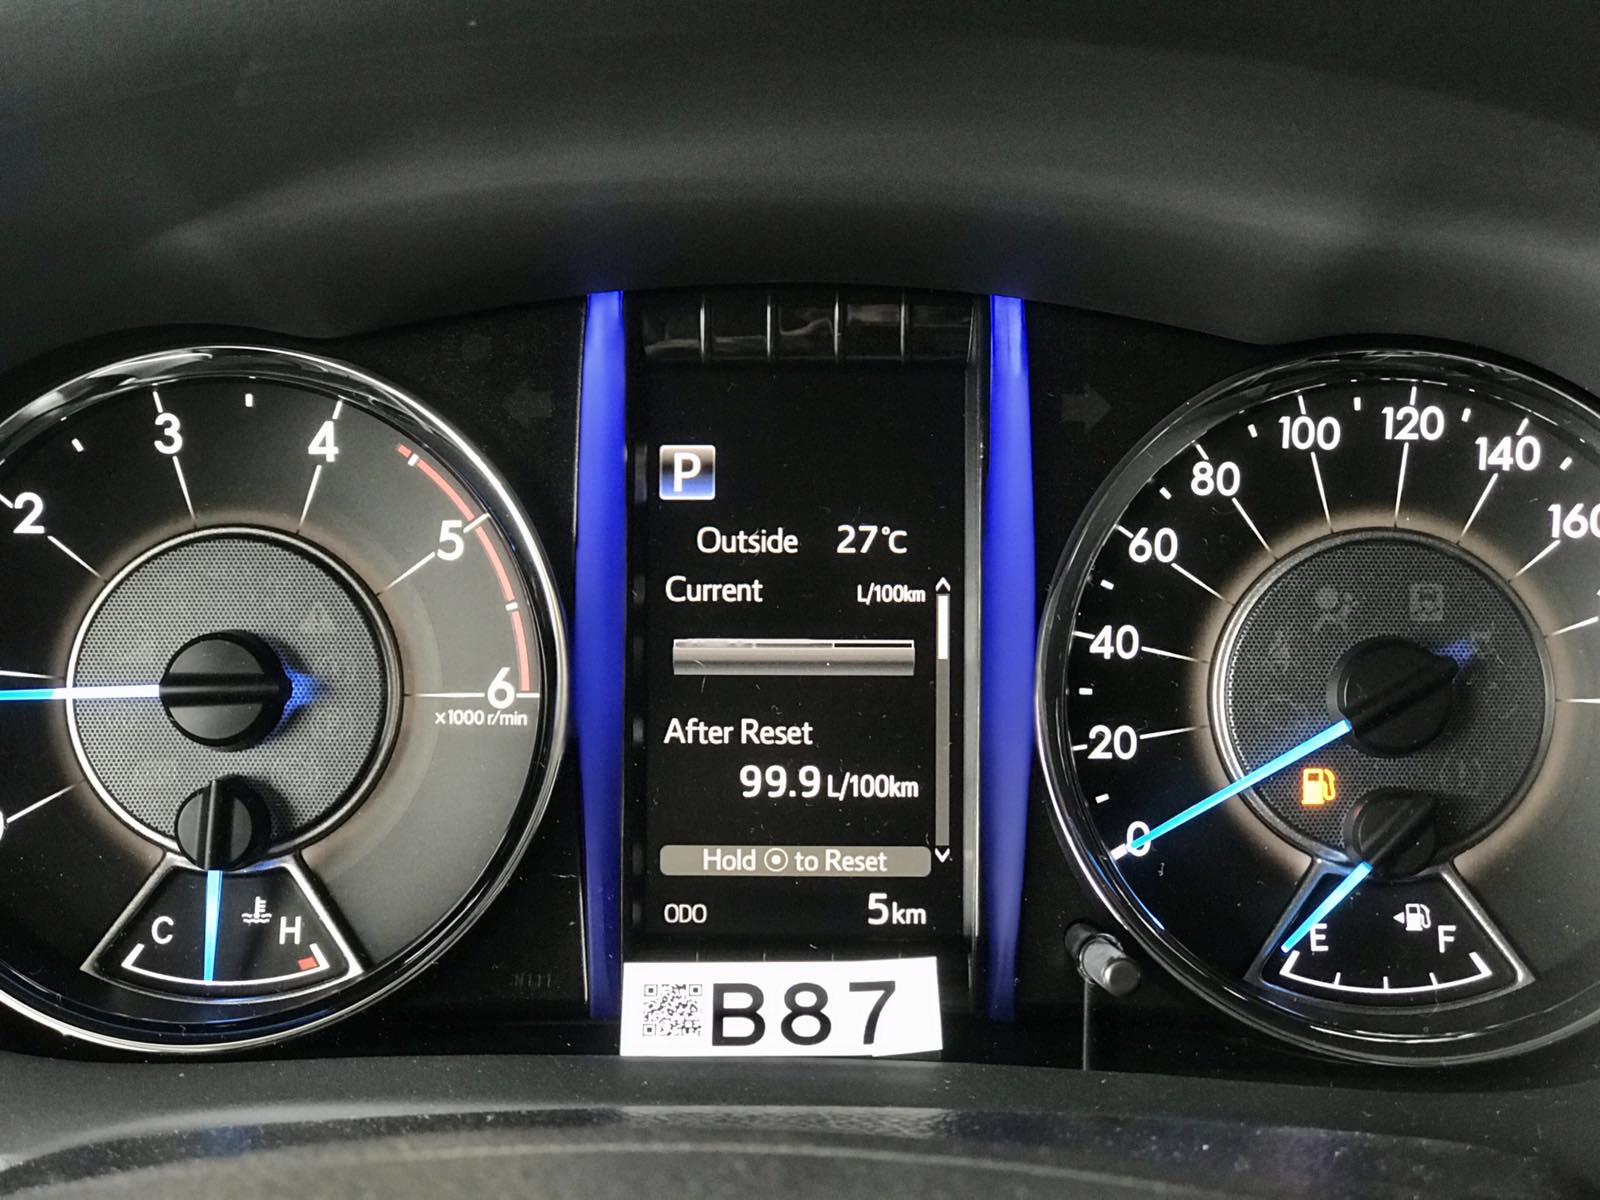 2
3
4
5
6
x1000 r/min
C
H
P
Outside 27°C
Current L/100km
After Reset
99.9 L/100km
Hold to Reset
ODO 5km
B87
0
20
40
60
80
100
120
140
160
E
F